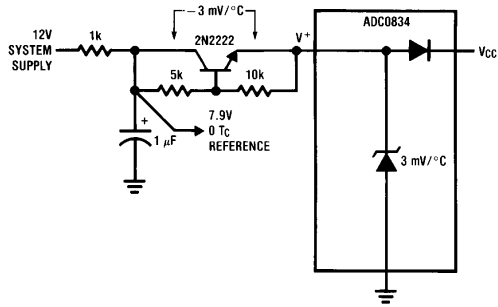 −3 mV/°C
ADC0834
12V
SYSTEM
SUPPLY
1k
2N2222
V+
VCC
5k
10k
+
1 μF
7.9V
0 TC
REFERENCE
3 mV/°C